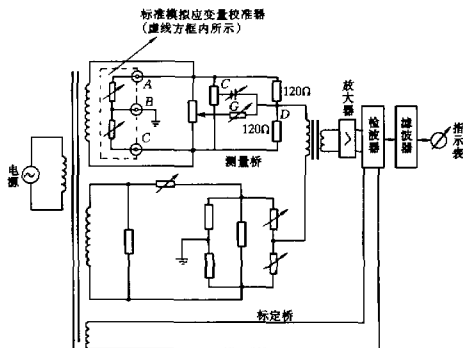 标准模拟应变量校准器
(虚线方框内所示)
A
B
C
C
G
D
120Ω
120Ω
测量桥
放大器
检波器
滤波器
指示表
电源
标定桥